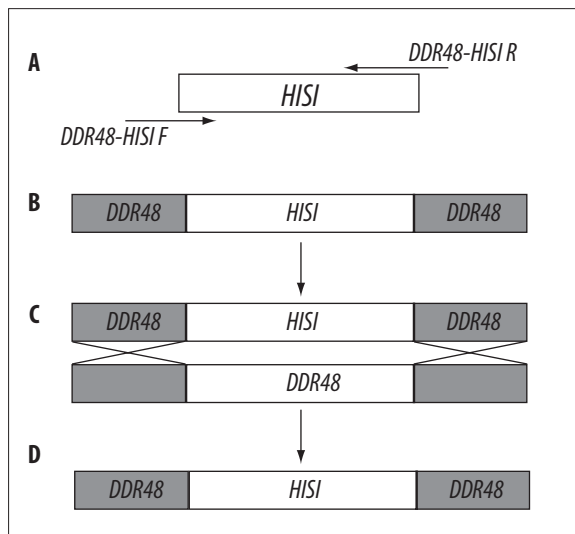 A
DDR48-HISI R
HISI
DDR48-HISI F
B
DDR48 HISI DDR48
C
DDR48 HISI DDR48
DDR48
D
DDR48 HISI DDR48